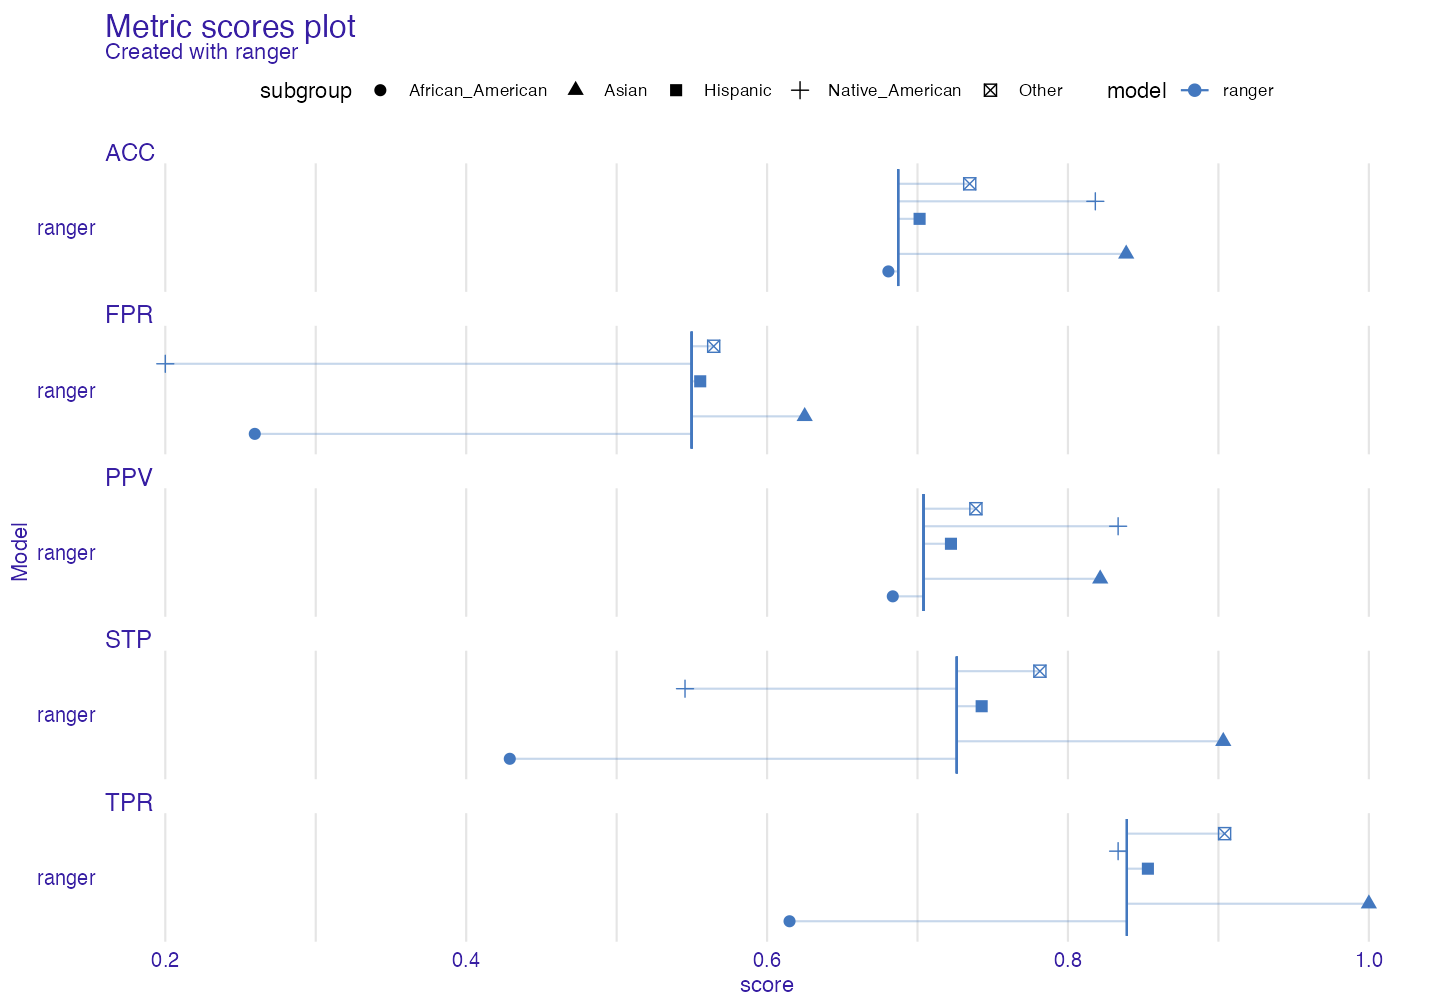 Metric scores plot
Created with ranger
subgroup African_American Asian Hispanic Native_American Other model ranger
ACC
ranger
FPR
ranger
PPV
ranger
Model
STP
ranger
TPR
ranger
0.2 0.4 0.6 0.8 1.0
score